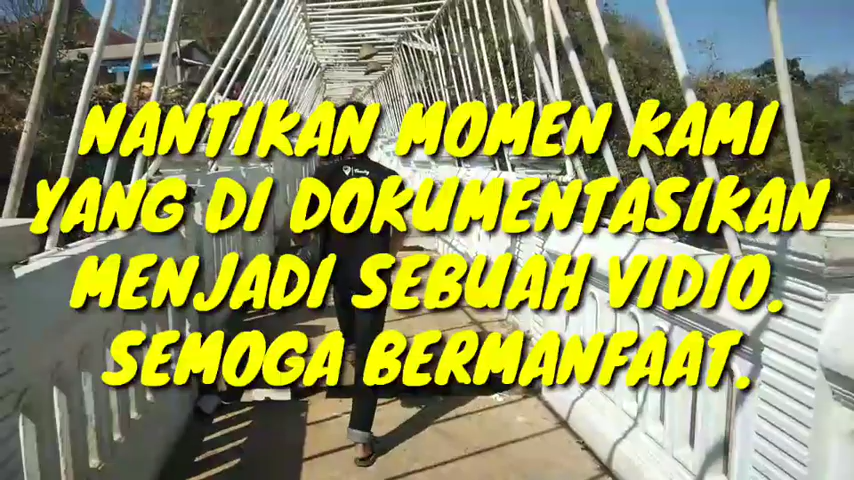 NANTIKAN MOMEN KAMI
YANG DI DOKUMENTASIKAN
MENJADI SEBUAH VIDIO.
SEMOGA BERMANFAAT.